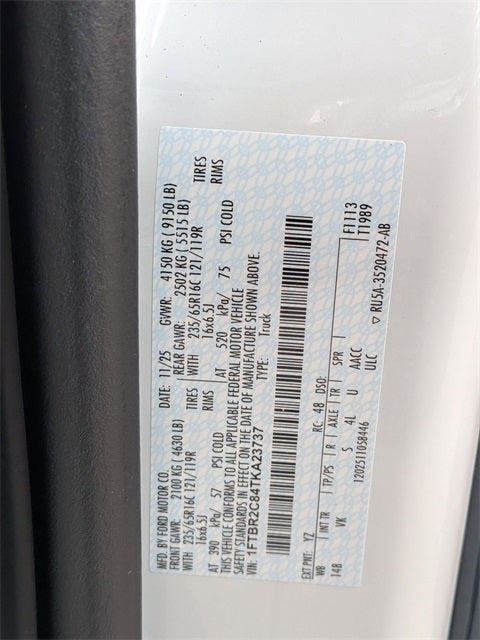 MFD. BY FORD MOTOR CO. DATE: 11/25 GVWR: 4150 KG ( 9150 LB)
FRONT GAWR: 2100 KG ( 4630 LB) REAR GAWR: 2502 KG ( 5515 LB)
WITH 235/65R16C 121/119R TIRES WITH 235/65R16C 121/119R TIRES
16x6.5J RIMS 16x6.5J RIMS
AT 390 kPa/ 57 PSI COLD AT 520 kPa/ 75 PSI COLD
THIS VEHICLE CONFORMS TO ALL APPLICABLE FEDERAL MOTOR VEHICLE
SAFETY STANDARDS IN EFFECT ON THE DATE OF MANUFACTURE SHOWN ABOVE.
VIN: 1FTBR2C84TKA23737 TYPE: Truck
EXT PNT: YZ RC: 48 DSO: F1113
T1989
WB INT TR TP/PS R AXLE TR SPR
148 VK S 4L U AACC
ULC
1202511058446 ▽ RU5A-3520472-AB